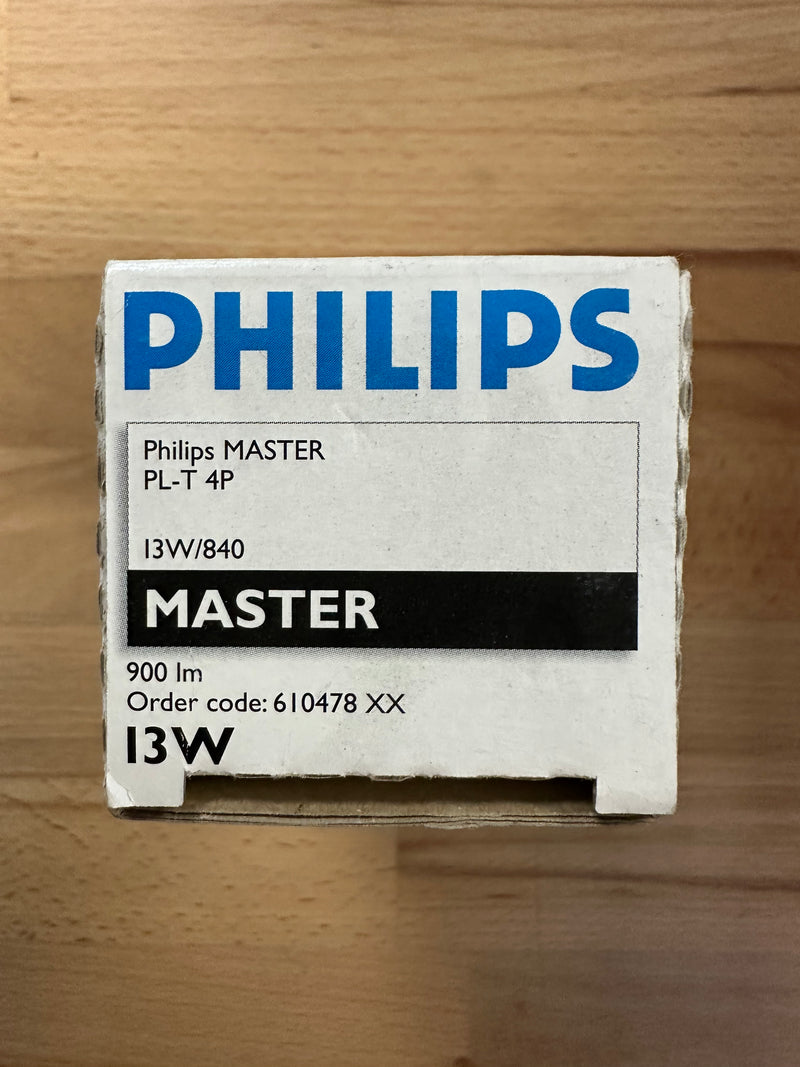 PHILIPS
Philips MASTER
PL-T 4P
13W/840
MASTER
900 lm
Order code: 610478 XX
13W